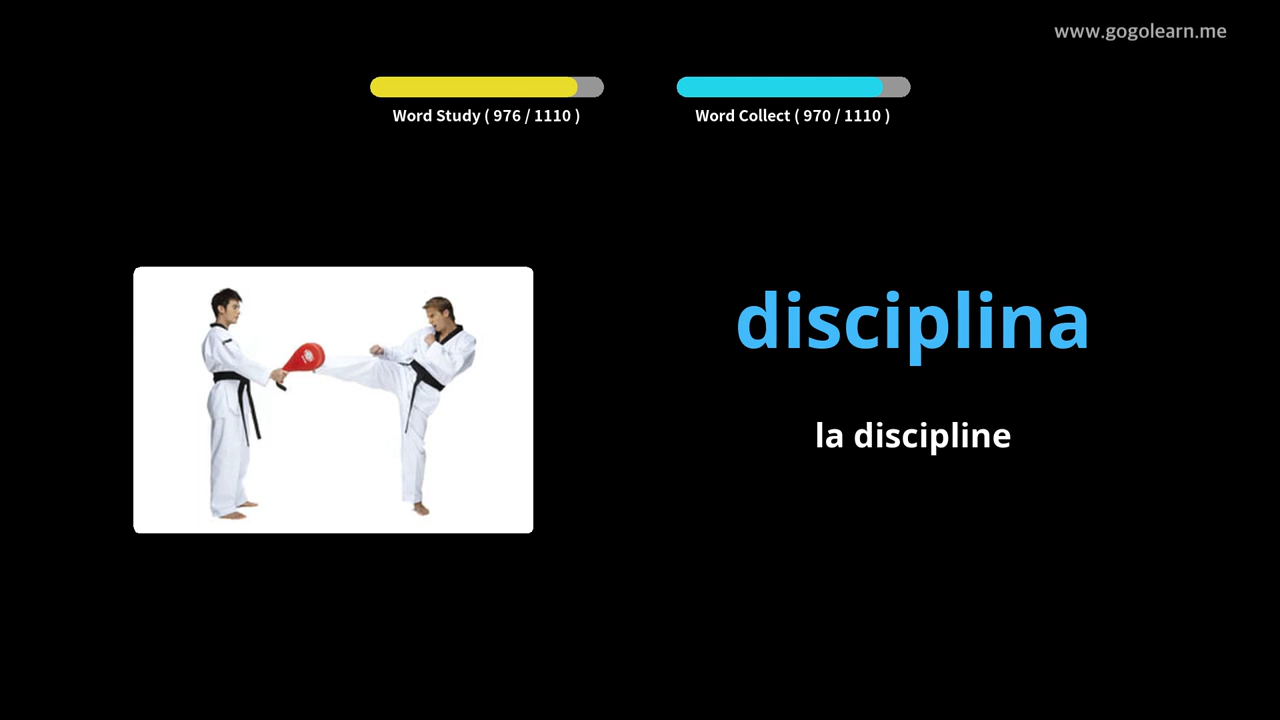 www.gogolearn.me
Word Study ( 976 / 1110 )
Word Collect ( 970 / 1110 )
disciplina
la discipline